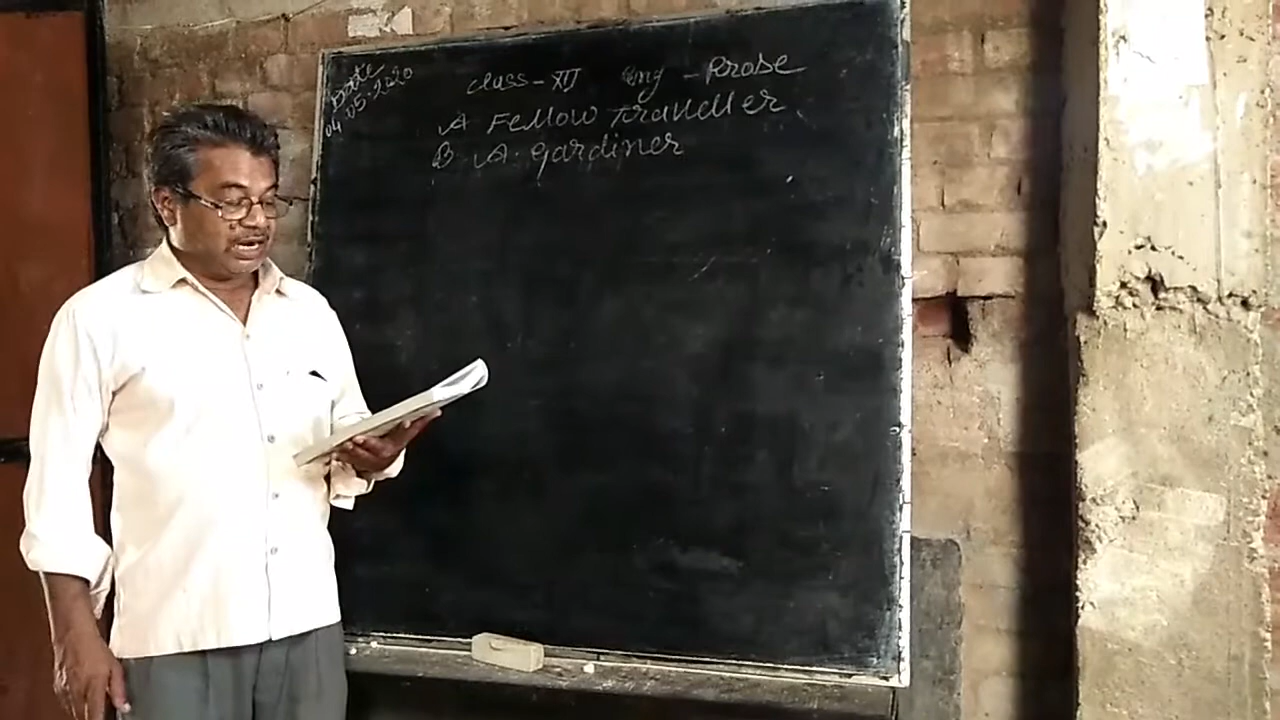 Date
04.05.2020
Class-XII Eng - Prose
A Fellow Traveller
B. A. Gardiner